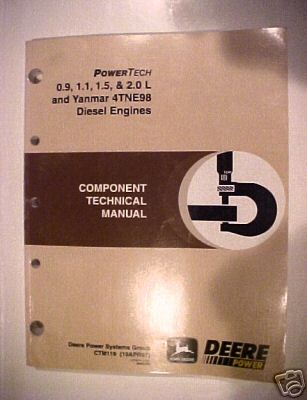 POWERTECH
0.9, 1.1, 1.5, & 2.0 L
and Yanmar 4TNE98
Diesel Engines
COMPONENT
TECHNICAL
MANUAL
Deere Power Systems Group
CTM119 (10APR97)
DEERE
POWER